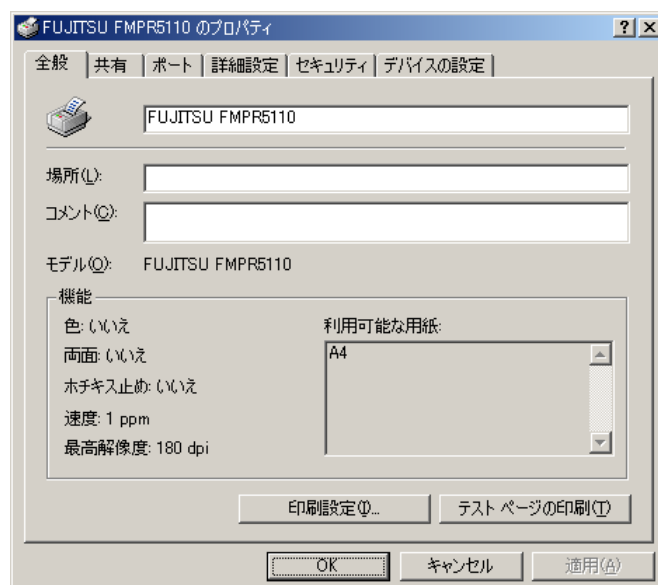 FUJITSU FMPR5110 のプロパティ
全般 共有 ポート 詳細設定 セキュリティ デバイスの設定
FUJITSU FMPR5110
場所(L):
コメント(C):
モデル(O): FUJITSU FMPR5110
機能
色: いいえ
両面: いいえ
ホチキス止め: いいえ
速度: 1 ppm
最高解像度: 180 dpi
利用可能な用紙:
A4
印刷設定(I)... テスト ページの印刷(T)
OK キャンセル 適用(A)